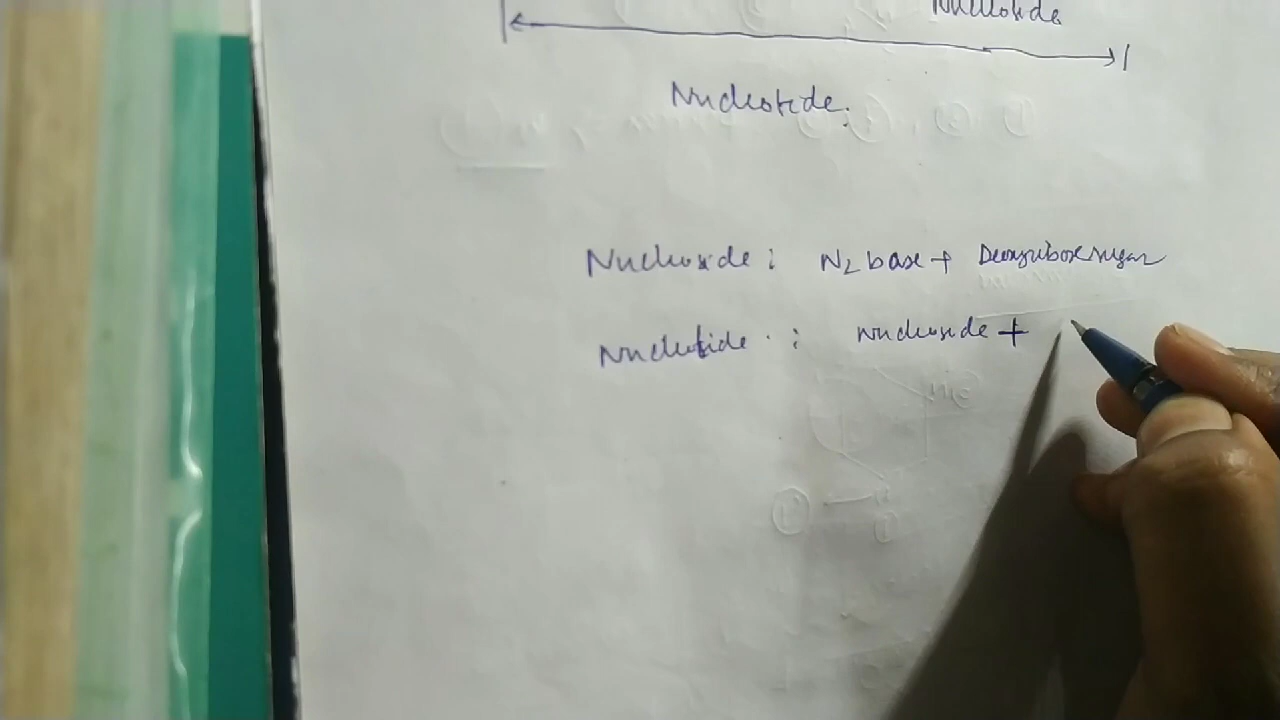 Nucleoside
Nucleotide.
Nucleoside : N2 base + Deoxyribose sugar
Nucleotide : Nucleoside +